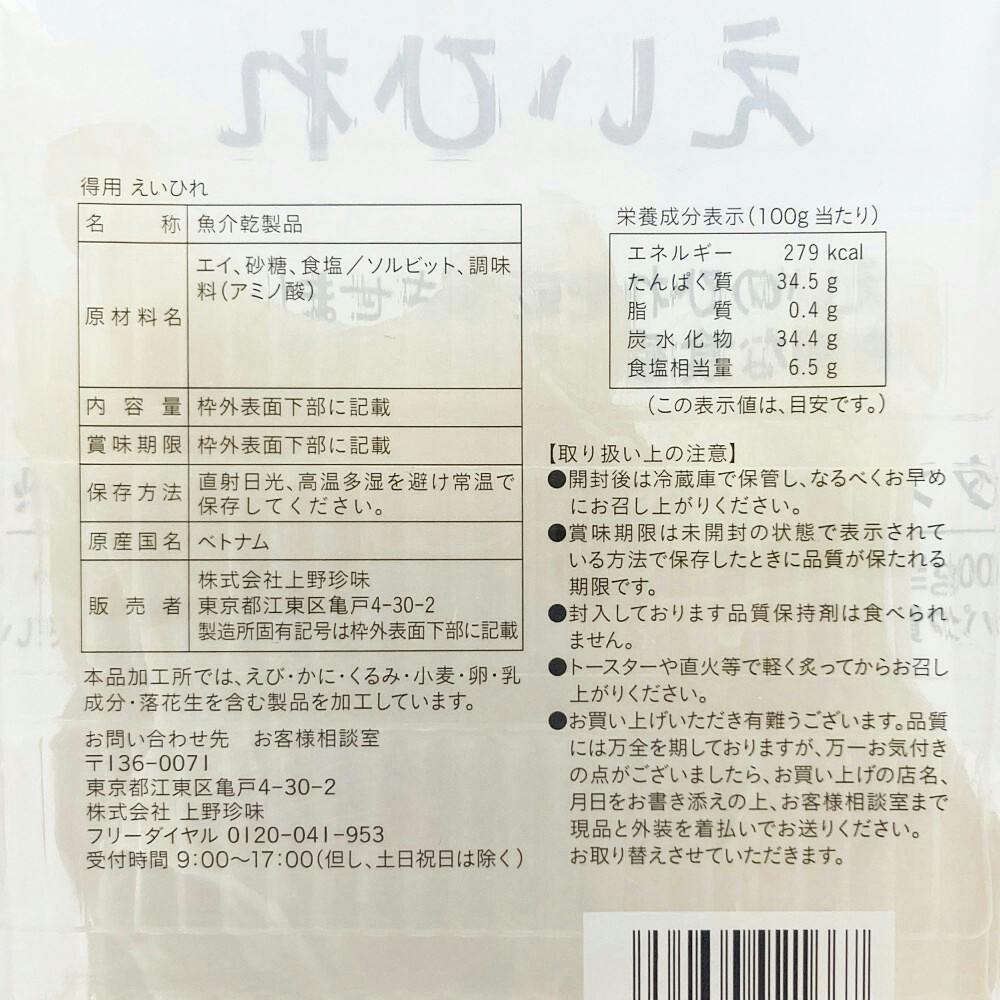 えいひれ
得用 えいひれ
名称 魚介乾製品
原材料名 エイ、砂糖、食塩/ソルビット、調味
料(アミノ酸)
内容量 枠外表面下部に記載
賞味期限 枠外表面下部に記載
保存方法 直射日光、高温多湿を避け常温で
保存してください。
原産国名 ベトナム
販売者 株式会社上野珍味
東京都江東区亀戸4-30-2
製造所固有記号は枠外表面下部に記載
本品加工所では、えび・かに・くるみ・小麦・卵・乳
成分・落花生を含む製品を加工しています。
お問い合わせ先 お客様相談室
〒136-0071
東京都江東区亀戸4-30-2
株式会社 上野珍味
フリーダイヤル 0120-041-953
受付時間 9:00～17:00(但し、土日祝日は除く)
栄養成分表示(100g当たり)
エネルギー 279 kcal
たんぱく質 34.5 g
脂質 0.4 g
炭水化物 34.4 g
食塩相当量 6.5 g
(この表示値は、目安です。)
【取り扱い上の注意】
●開封後は冷蔵庫で保管し、なるべくお早め
にお召し上がりください。
●賞味期限は未開封の状態で表示されて
いる方法で保存したときに品質が保たれる
期限です。
●封入しております品質保持剤は食べられ
ません。
●トースターや直火等で軽く炙ってからお召し
上がりください。
●お買い上げいただき有難うございます。品質
には万全を期しておりますが、万一お気付き
の点がございましたら、お買い上げの店名、
月日をお書き添えの上、お客様相談室まで
現品と外装を着払いでお送りください。
お取り替えさせていただきます。